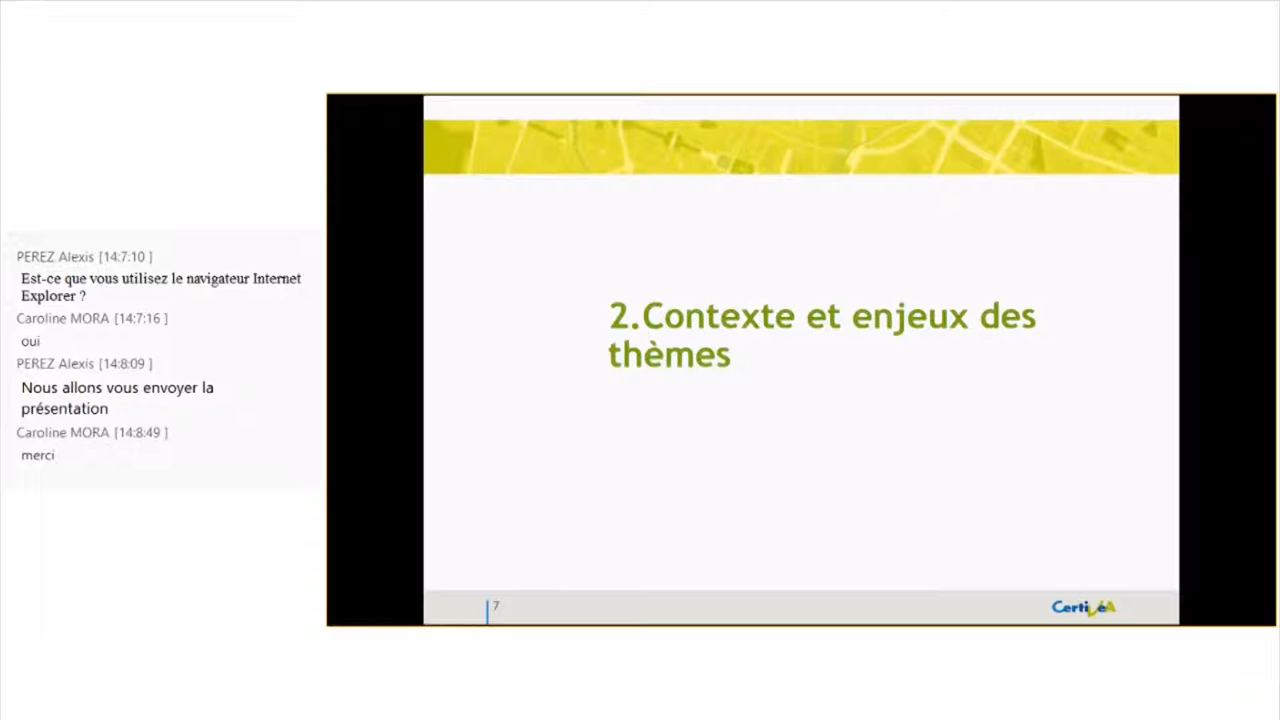 PEREZ Alexis [14:7:10 ]
Est-ce que vous utilisez le navigateur Internet
Explorer ?
Caroline MORA [14:7:16 ]
oui
PEREZ Alexis [14:8:09 ]
Nous allons vous envoyer la
présentation
Caroline MORA [14:8:49 ]
merci
2.Contexte et enjeux des
thèmes
7
CertivéA